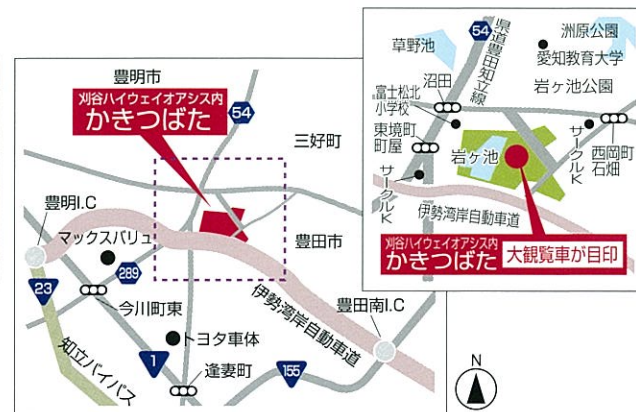 豊明市
刈谷ハイウェイオアシス内
かきつばた
54
三好町
豊明I.C
マックスバリュ
289
豊田市
23
今川町東
伊勢湾岸自動車道
豊田南I.C
トヨタ車体
知立バイパス
1
逢妻町
155
54
県道豊田知立線
洲原公園
草野池
愛知教育大学
沼田
岩ヶ池公園
富士松北
小学校
東境町
町屋
岩ヶ池
サークルK
西岡町
石畑
サークルK
伊勢湾岸自動車道
刈谷ハイウェイオアシス内
かきつばた
大観覧車が目印
N